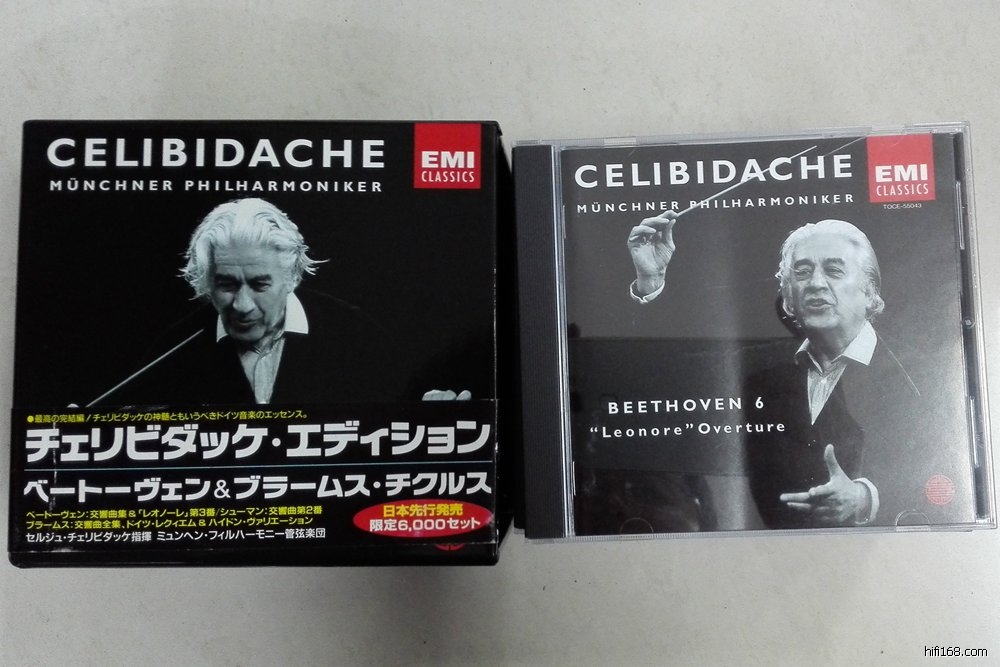 CELIBIDACHE
MÜNCHNER PHILHARMONIKER
EMI
CLASSICS
●最高の完結編/チェリビダッケの神髄ともいうべきドイツ音楽のエッセンス。
チェリビダッケ・エディション
ベートーヴェン&ブラームス・チクルス
ベートーヴェン:交響曲集&「レオノーレ」第3番/シューマン:交響曲第2番
ブラームス:交響曲全集、ドイツ・レクィエム&ハイドン・ヴァリエーション
セルジュ・チェリビダッケ指揮 ミュンヘン・フィルハーモニー管弦楽団
日本先行発売
限定6,000セット
CELIBIDACHE
MÜNCHNER PHILHARMONIKER
EMI
CLASSICS
TOCE-55043
BEETHOVEN 6
“Leonore” Overture
hifi168.com